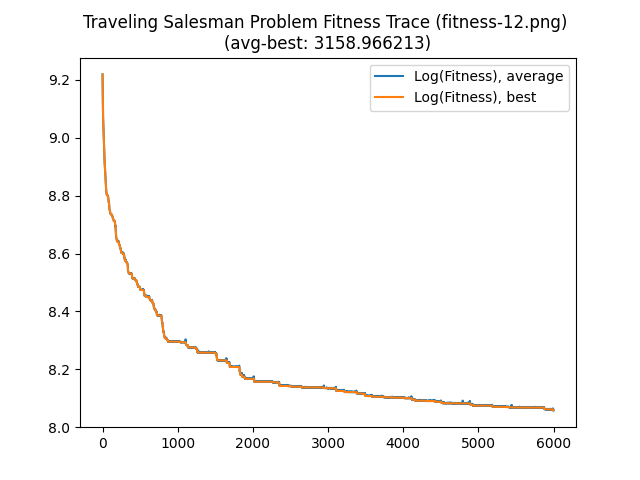 Traveling Salesman Problem Fitness Trace (fitness-12.png)
(avg-best: 3158.966213)
Log(Fitness), average
Log(Fitness), best
9.2
9.0
8.8
8.6
8.4
8.2
8.0
0 1000 2000 3000 4000 5000 6000